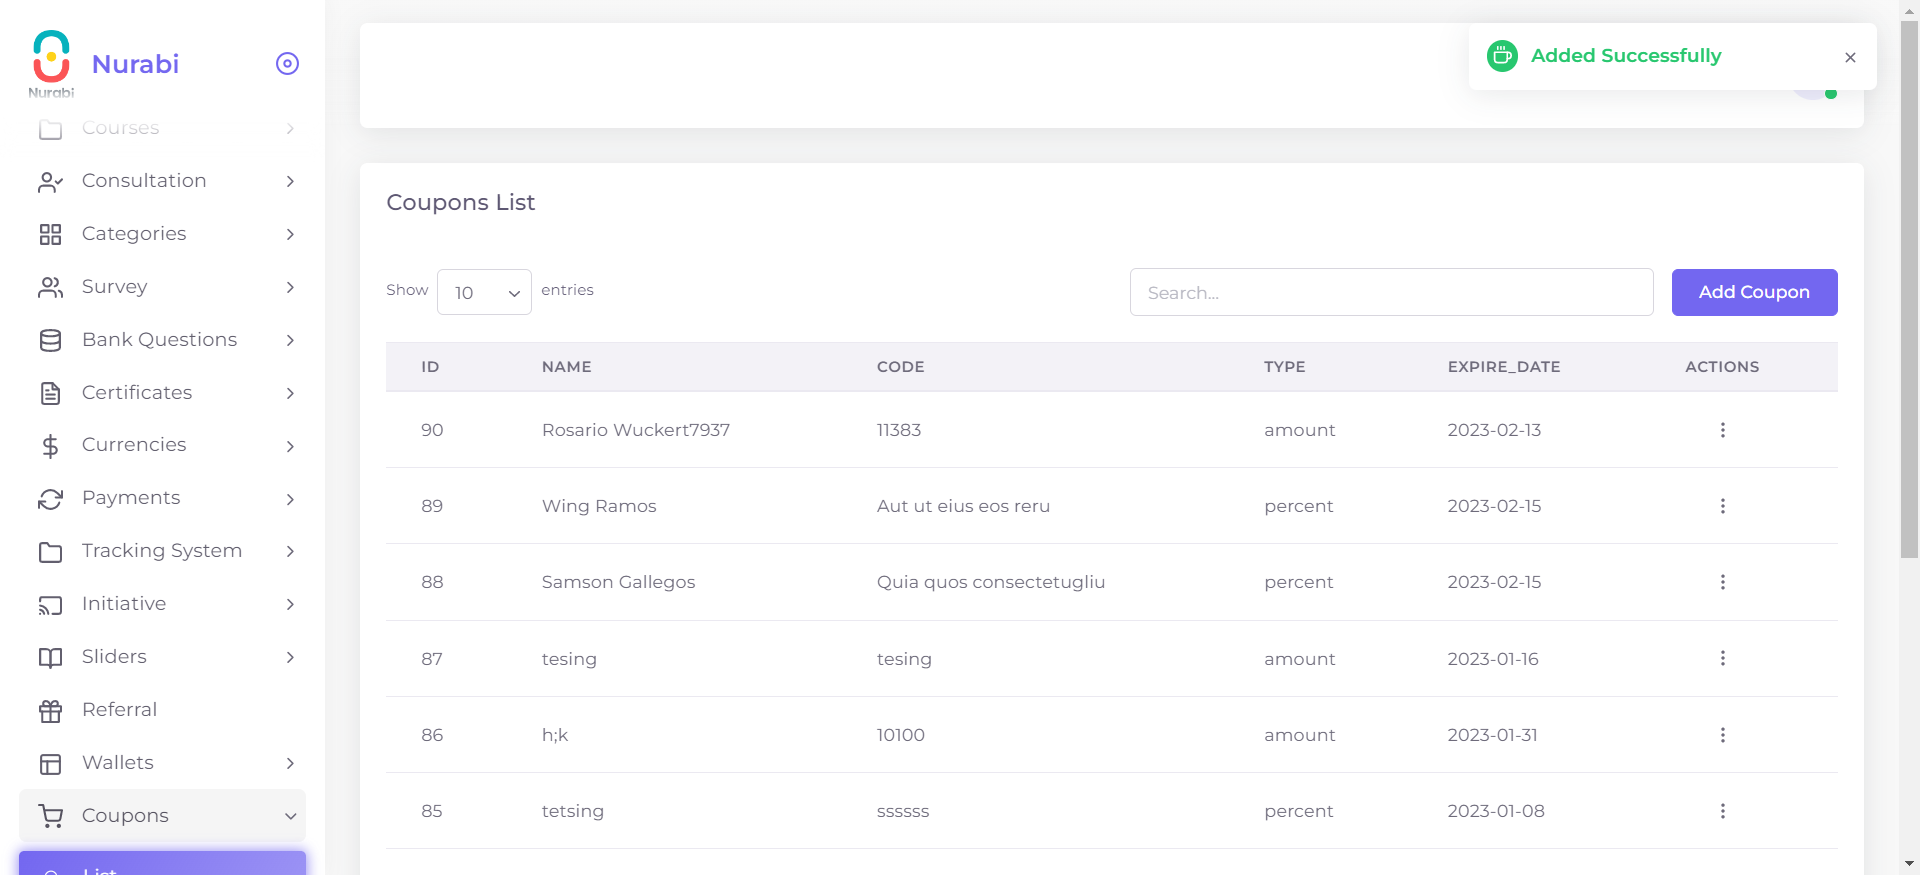 Nurabi
Nurabi
Courses
Consultation
Categories
Survey
Bank Questions
Certificates
Currencies
Payments
Tracking System
Initiative
Sliders
Referral
Wallets
Coupons
List
Added Successfully
Coupons List
Show 10 entries
Search...
Add Coupon
ID NAME CODE TYPE EXPIRE_DATE ACTIONS
90 Rosario Wuckert7937 11383 amount 2023-02-13
89 Wing Ramos Aut ut eius eos reru percent 2023-02-15
88 Samson Gallegos Quia quos consectetugliu percent 2023-02-15
87 tesing tesing amount 2023-01-16
86 h;k 10100 amount 2023-01-31
85 tetsing ssssss percent 2023-01-08